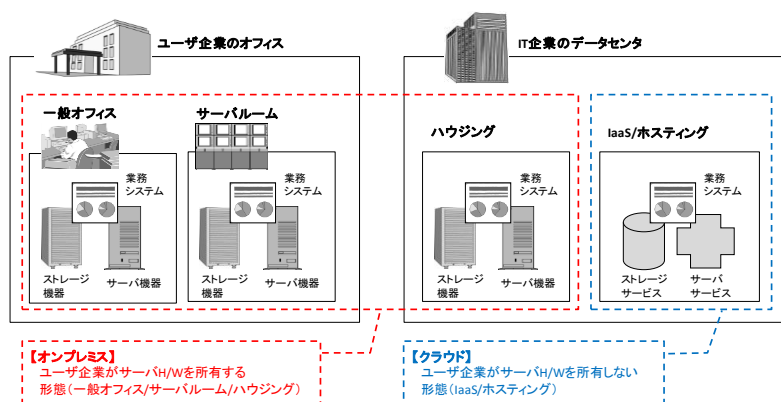 ユーザ企業のオフィス
IT企業のデータセンタ
一般オフィス
サーバルーム
ハウジング
IaaS/ホスティング
業務
システム
ストレージ
機器
サーバ機器
業務
システム
ストレージ
機器
サーバ機器
業務
システム
ストレージ
機器
サーバ機器
業務
システム
ストレージ
サービス
サーバ
サービス
【オンプレミス】
ユーザ企業がサーバH/Wを所有する
形態(一般オフィス/サーバルーム/ハウジング)
【クラウド】
ユーザ企業がサーバH/Wを所有しない
形態(IaaS/ホスティング)